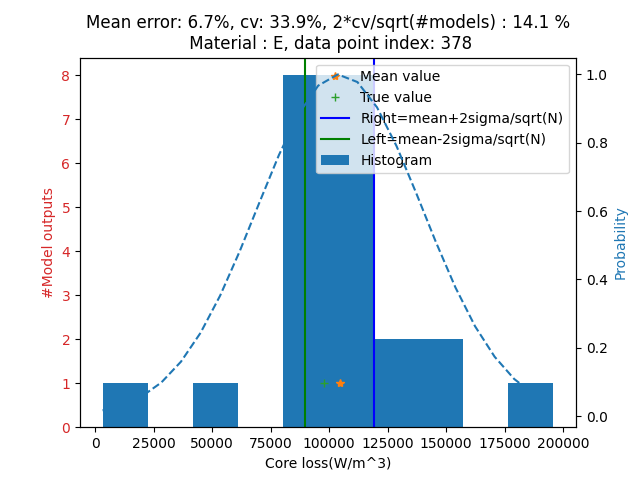 Mean error: 6.7%, cv: 33.9%, 2*cv/sqrt(#models) : 14.1 %
Material : E, data point index: 378
Mean value
True value
Right=mean+2sigma/sqrt(N)
Left=mean-2sigma/sqrt(N)
Histogram
8
7
6
5
4
3
2
1
0
#Model outputs
1.0
0.8
0.6
0.4
0.2
0.0
Probability
0 25000 50000 75000 100000 125000 150000 175000 200000
Core loss(W/m^3)